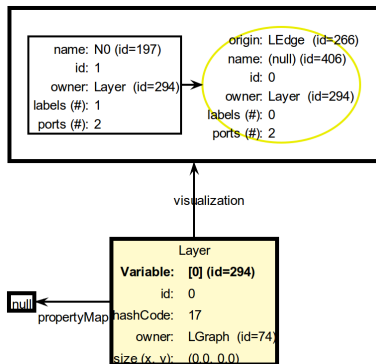 name: N0 (id=197)
id: 1
owner: Layer (id=294)
labels (#): 1
ports (#): 2
origin: LEdge (id=266)
name: (null) (id=406)
id: 0
owner: Layer (id=294)
labels (#): 0
ports (#): 2
visualization
Layer
Variable: [0] (id=294)
id: 0
hashCode: 17
owner: LGraph (id=74)
size (x, y): (0.0, 0.0)
null
propertyMap